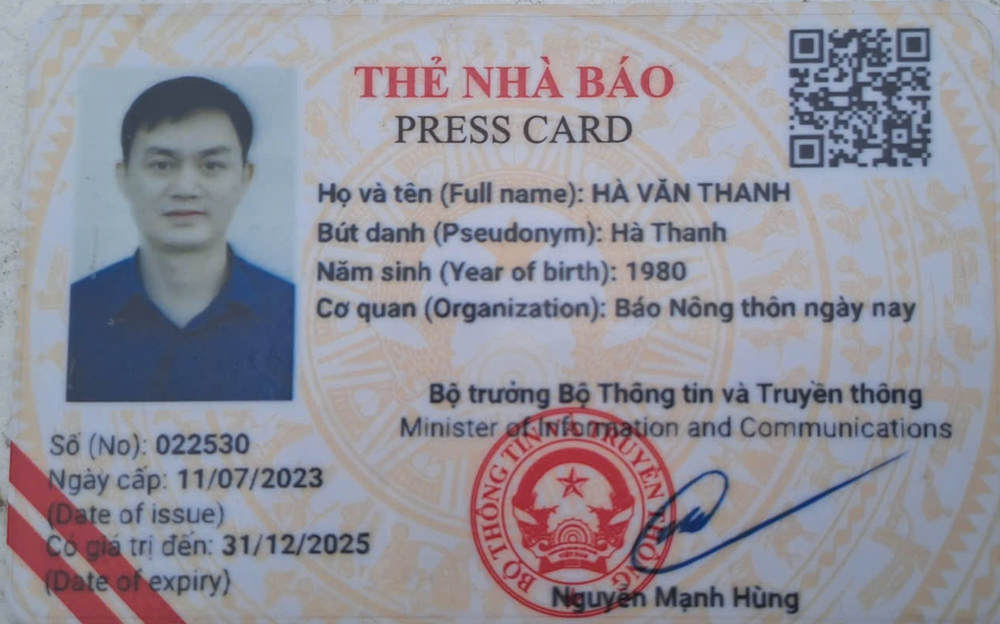 THẺ NHÀ BÁO
PRESS CARD
Họ và tên (Full name): HÀ VĂN THANH
Bút danh (Pseudonym): Hà Thanh
Năm sinh (Year of birth): 1980
Cơ quan (Organization): Báo Nông thôn ngày nay
Bộ trưởng Bộ Thông tin và Truyền thông
Minister of Information and Communications
BỘ THÔNG TIN VÀ TRUYỀN THÔNG
VIỆT NAM
Nguyễn Mạnh Hùng
Số (No): 022530
Ngày cấp: 11/07/2023
(Date of issue)
Có giá trị đến: 31/12/2025
(Date of expiry)